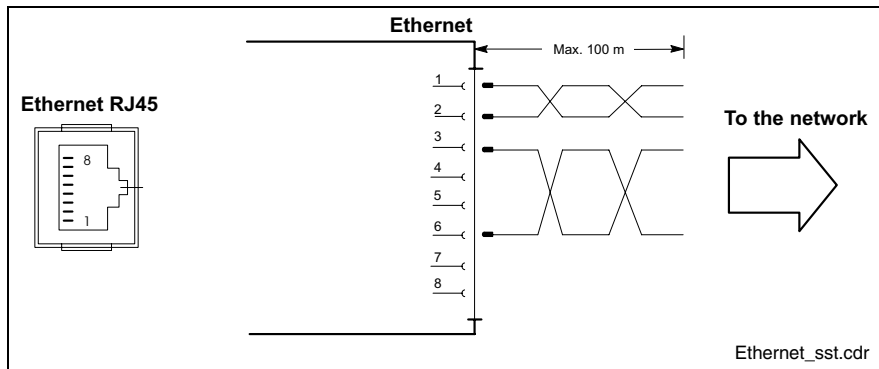 Ethernet
Max. 100 m
Ethernet RJ45
8
1
1
2
3
4
5
6
7
8
To the network
Ethernet_sst.cdr